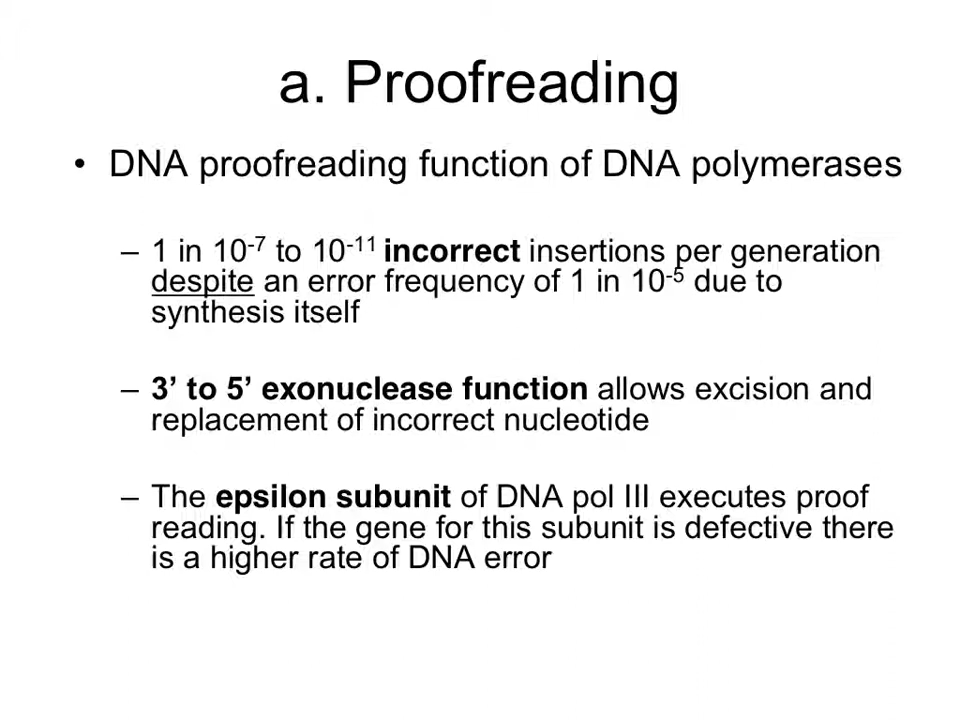 a. Proofreading
• DNA proofreading function of DNA polymerases
– 1 in 10⁻⁷ to 10⁻¹¹ incorrect insertions per generation
despite an error frequency of 1 in 10⁻⁵ due to
synthesis itself
– 3’ to 5’ exonuclease function allows excision and
replacement of incorrect nucleotide
– The epsilon subunit of DNA pol III executes proof
reading. If the gene for this subunit is defective there
is a higher rate of DNA error